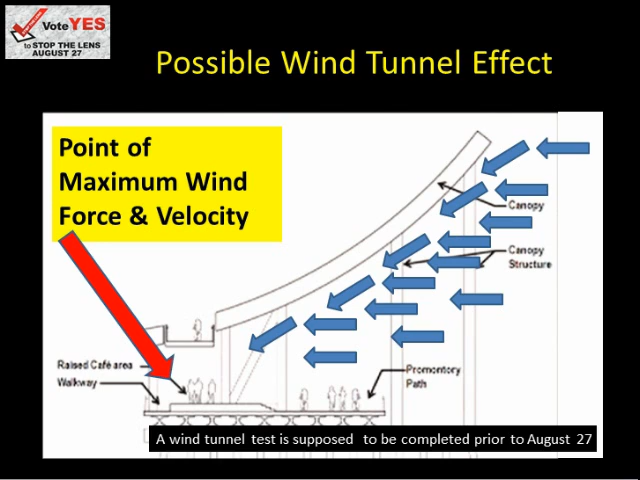 Vote YES
to STOP THE LENS
AUGUST 27
Possible Wind Tunnel Effect
Point of
Maximum Wind
Force & Velocity
Canopy
Canopy
Structure
Raised Café area
Walkway
Promontory
Path
A wind tunnel test is supposed to be completed prior to August 27